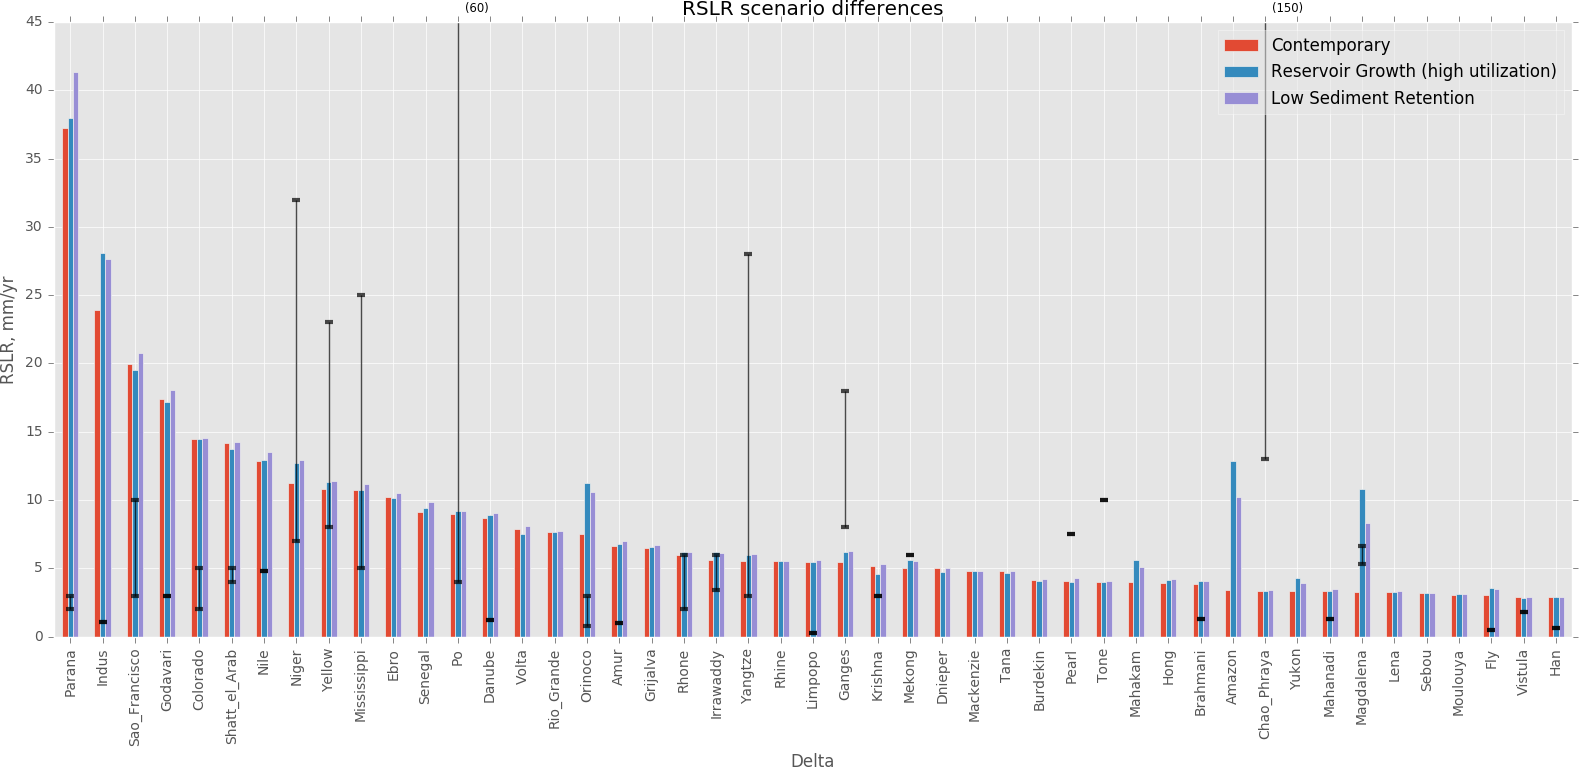 (60)
RSLR scenario differences
(150)
Contemporary
Reservoir Growth (high utilization)
Low Sediment Retention
RSLR, mm/yr
45
40
35
30
25
20
15
10
5
0
Parana
Indus
Sao_Francisco
Godavari
Colorado
Shatt_el_Arab
Nile
Niger
Yellow
Mississippi
Ebro
Senegal
Po
Danube
Volta
Rio_Grande
Orinoco
Amur
Grijalva
Rhone
Irrawaddy
Yangtze
Rhine
Limpopo
Ganges
Krishna
Mekong
Dnieper
Mackenzie
Tana
Burdekin
Pearl
Tone
Mahakam
Hong
Brahmani
Amazon
Chao_Phraya
Yukon
Mahanadi
Magdalena
Lena
Sebou
Moulouya
Fly
Vistula
Han
Delta